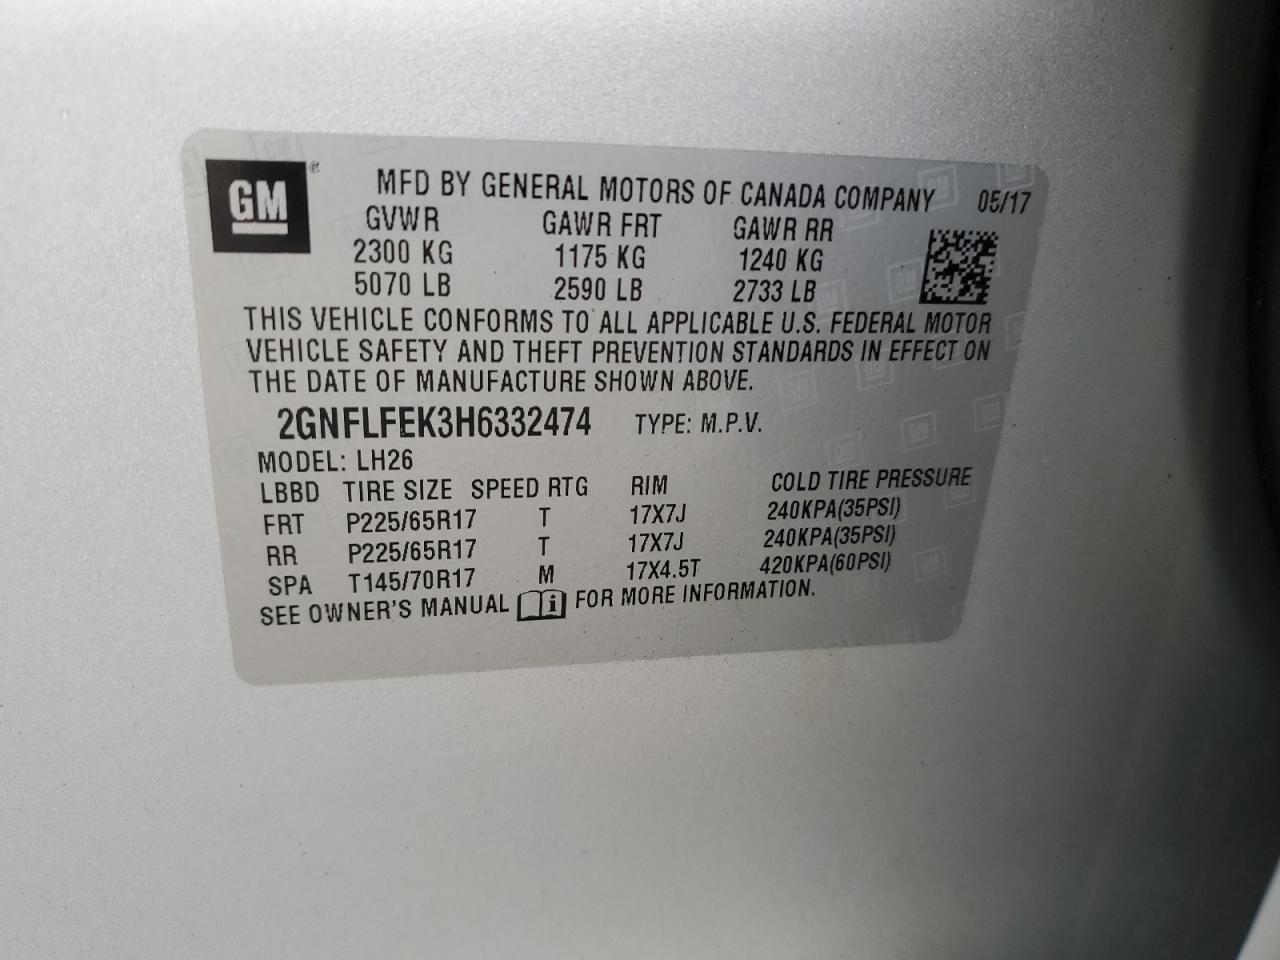 GM ®
MFD BY GENERAL MOTORS OF CANADA COMPANY 05/17
GVWR GAWR FRT GAWR RR
2300 KG 1175 KG 1240 KG
5070 LB 2590 LB 2733 LB
THIS VEHICLE CONFORMS TO ALL APPLICABLE U.S. FEDERAL MOTOR
VEHICLE SAFETY AND THEFT PREVENTION STANDARDS IN EFFECT ON
THE DATE OF MANUFACTURE SHOWN ABOVE.
2GNFLFEK3H6332474 TYPE: M.P.V.
MODEL: LH26
LBBD TIRE SIZE SPEED RTG RIM COLD TIRE PRESSURE
FRT P225/65R17 T 17X7J 240KPA(35PSI)
RR P225/65R17 T 17X7J 240KPA(35PSI)
SPA T145/70R17 M 17X4.5T 420KPA(60PSI)
SEE OWNER'S MANUAL i FOR MORE INFORMATION.